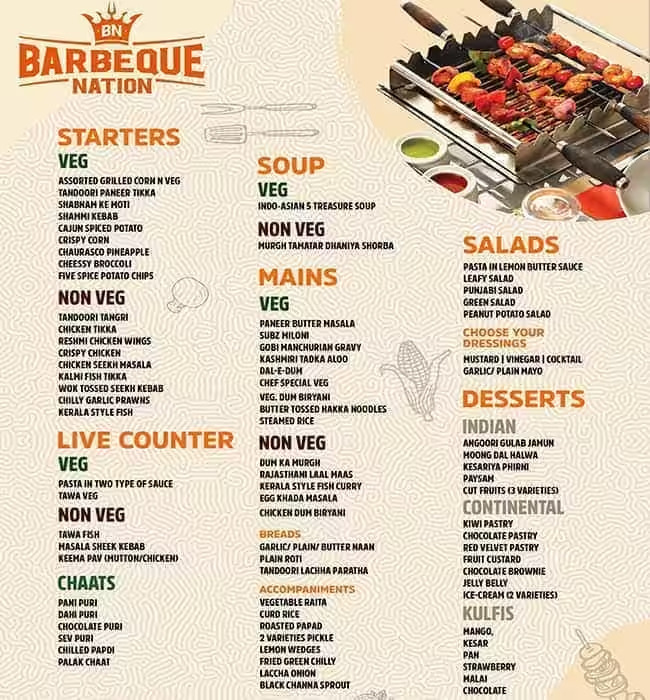 BN
BARBEQUE
NATION
STARTERS
VEG
ASSORTED GRILLED CORN N VEG
TANDOORI PANEER TIKKA
SHABNAM KE MOTI
SHAMMI KEBAB
CAJUN SPICED POTATO
CRISPY CORN
CHAURASCO PINEAPPLE
CHEESSY BROCCOLI
FIVE SPICE POTATO CHIPS
NON VEG
TANDOORI TANGRI
CHICKEN TIKKA
RESHMI CHICKEN WINGS
CRISPY CHICKEN
CHICKEN SEEKH MASALA
KALMI FISH TIKKA
WOK TOSSED SEEKH KEBAB
CHILLY GARLIC PRAWNS
KERALA STYLE FISH
LIVE COUNTER
VEG
PASTA IN TWO TYPE OF SAUCE
TAWA VEG
NON VEG
TAWA FISH
MASALA SHEEK KEBAB
KEEMA PAV (MUTTON/CHICKEN)
CHAATS
PANI PURI
DAHI PURI
CHOCOLATE PURI
SEV PURI
CHILLED PAPDI
PALAK CHAAT
SOUP
VEG
INDO-ASIAN 5 TREASURE SOUP
NON VEG
MURGH TAMATAR DHANIYA SHORBA
MAINS
VEG
PANEER BUTTER MASALA
SUBZ MILONI
GOBI MANCHURIAN GRAVY
KASHMIRI TADKA ALOO
DAL-E-DUM
CHEF SPECIAL VEG
VEG. DUM BIRYANI
BUTTER TOSSED HAKKA NOODLES
STEAMED RICE
NON VEG
DUM KA MURGH
RAJASTHANI LAAL MAAS
KERALA STYLE FISH CURRY
EGG KHADA MASALA
CHICKEN DUM BIRYANI
BREADS
GARLIC/ PLAIN/ BUTTER NAAN
PLAIN ROTI
TANDOORI LACHHA PARATHA
ACCOMPANIMENTS
VEGETABLE RAITA
CURD RICE
ROASTED PAPAD
2 VARIETIES PICKLE
LEMON WEDGES
FRIED GREEN CHILLY
LACCHA ONION
BLACK CHANNA SPROUT
SALADS
PASTA IN LEMON BUTTER SAUCE
LEAFY SALAD
PUNJABI SALAD
GREEN SALAD
PEANUT POTATO SALAD
CHOOSE YOUR
DRESSINGS
MUSTARD | VINEGAR | COCKTAIL
GARLIC/ PLAIN MAYO
DESSERTS
INDIAN
ANGOORI GULAB JAMUN
MOONG DAL HALWA
KESARIYA PHIRNI
PAYSAM
CUT FRUITS (3 VARIETIES)
CONTINENTAL
KIWI PASTRY
CHOCOLATE PASTRY
RED VELVET PASTRY
FRUIT CUSTARD
CHOCOLATE BROWNIE
JELLY BELLY
ICE-CREAM (2 VARIETIES)
KULFIS
MANGO,
KESAR
PAN
STRAWBERRY
MALAI
CHOCOLATE